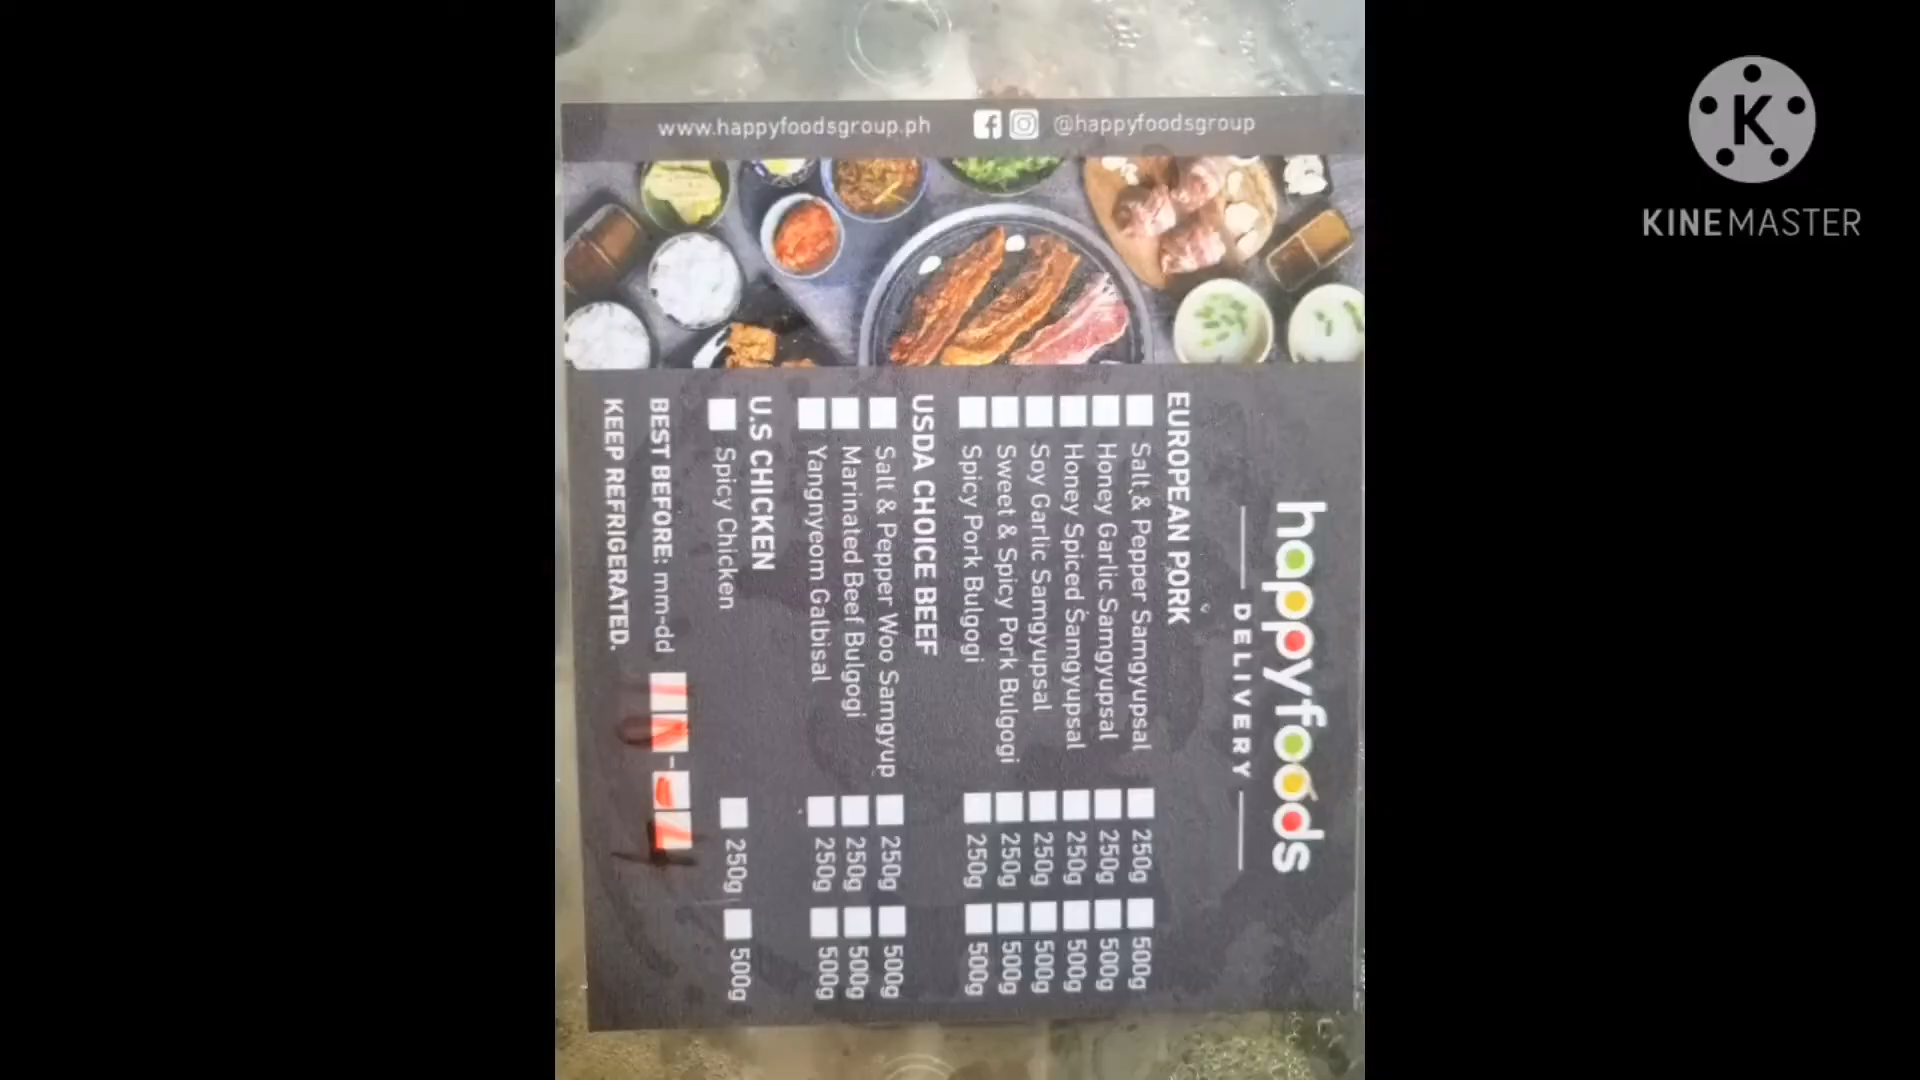 www.happyfoodsgroup.ph @happyfoodsgroup
happyfoods
DELIVERY
EUROPEAN PORK
Salt & Pepper Samgyupsal 250g 500g
Honey Garlic Samgyupsal 250g 500g
Honey Spiced Samgyupsal 250g 500g
Soy Garlic Samgyupsal 250g 500g
Sweet & Spicy Pork Bulgogi 250g 500g
Spicy Pork Bulgogi 250g 500g
USDA CHOICE BEEF
Salt & Pepper Woo Samgyup 250g 500g
Marinated Beef Bulgogi 250g 500g
Yangnyeom Galbisal 250g 500g
U.S CHICKEN
Spicy Chicken 250g 500g
BEST BEFORE: mm-dd
KEEP REFRIGERATED.
KINEMASTER